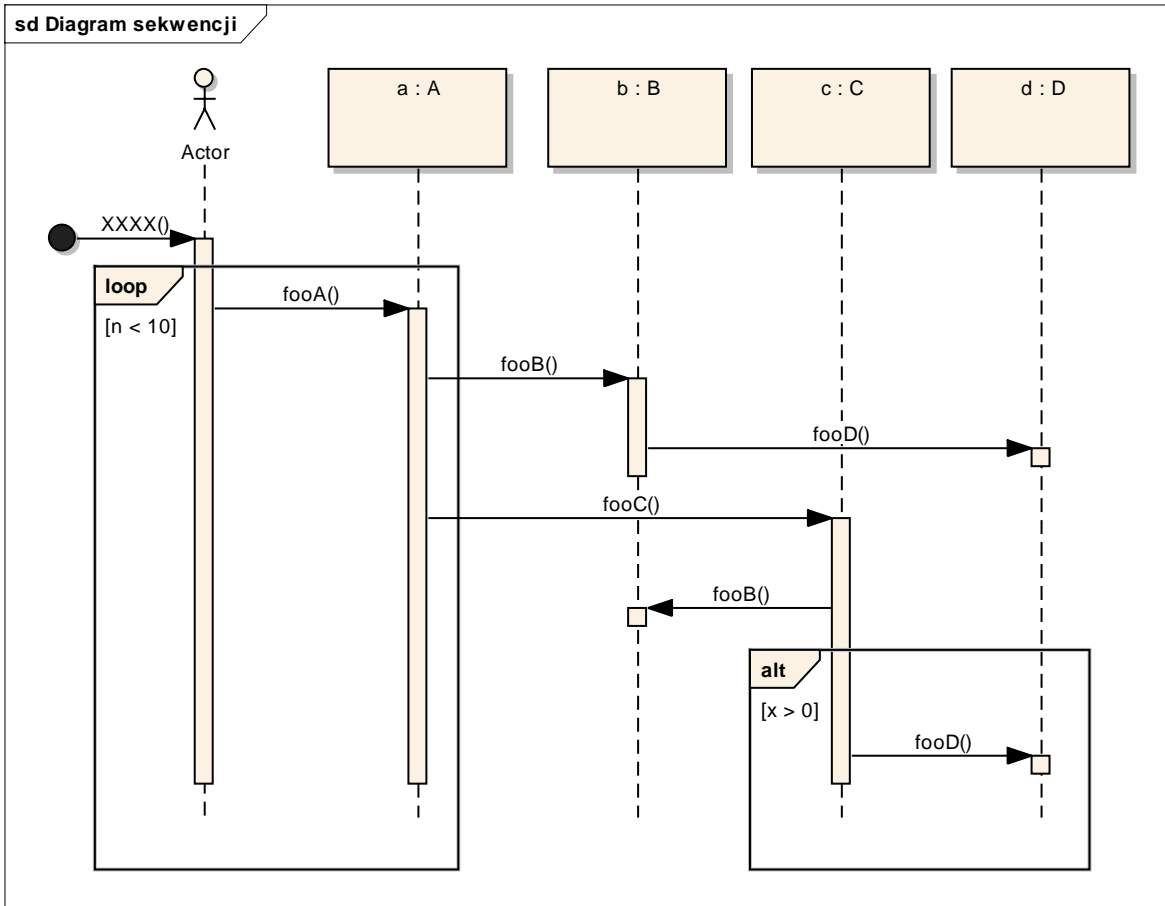 sd Diagram sekwencji
a : A
b : B
c : C
d : D
Actor
XXXX()
loop
[n < 10]
fooA()
fooB()
fooD()
fooC()
fooB()
alt
[x > 0]
fooD()